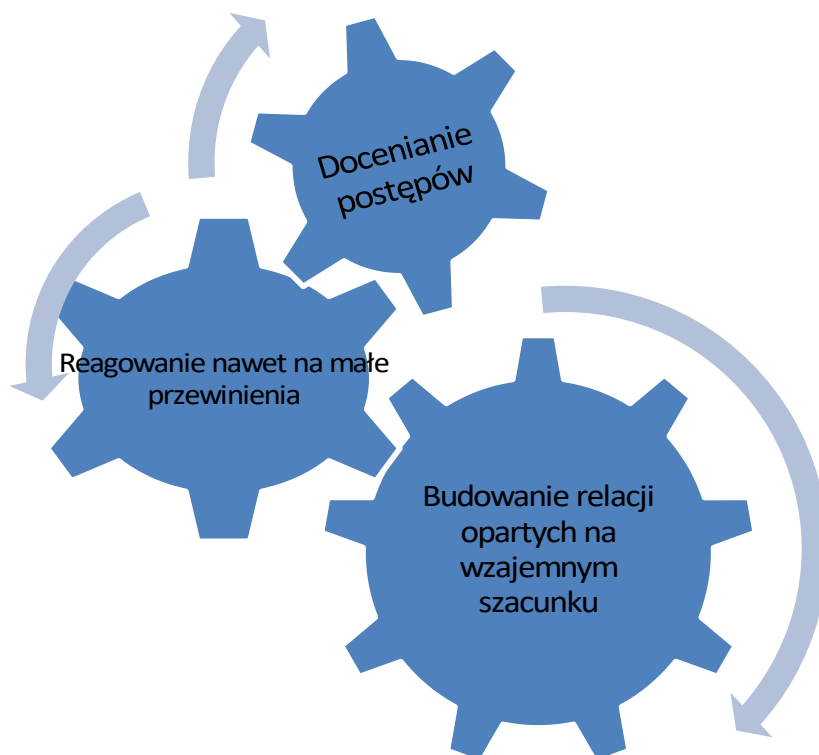 Docenianie
postępów
Reagowanie nawet na małe
przewinienia
Budowanie relacji
opartych na
wzajemnym
szacunku